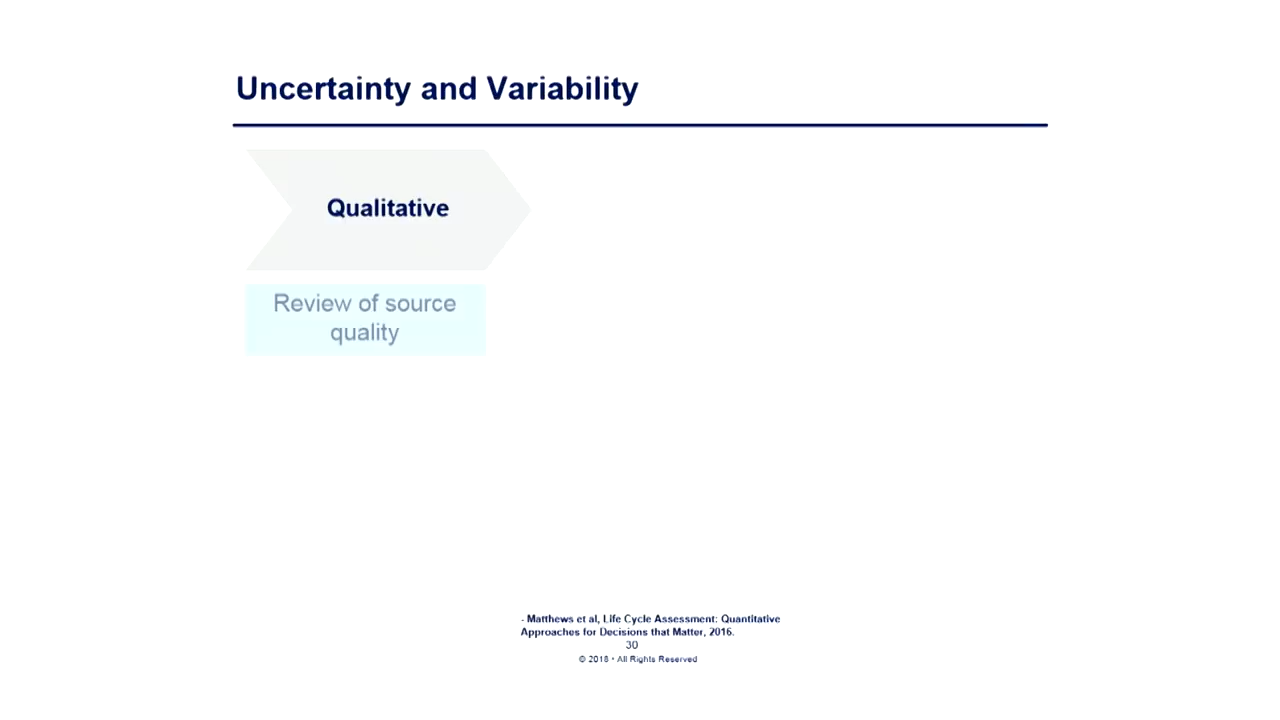 Uncertainty and Variability
Qualitative
Review of source
quality
- Matthews et al, Life Cycle Assessment: Quantitative
Approaches for Decisions that Matter, 2016.
30
© 2018 • All Rights Reserved